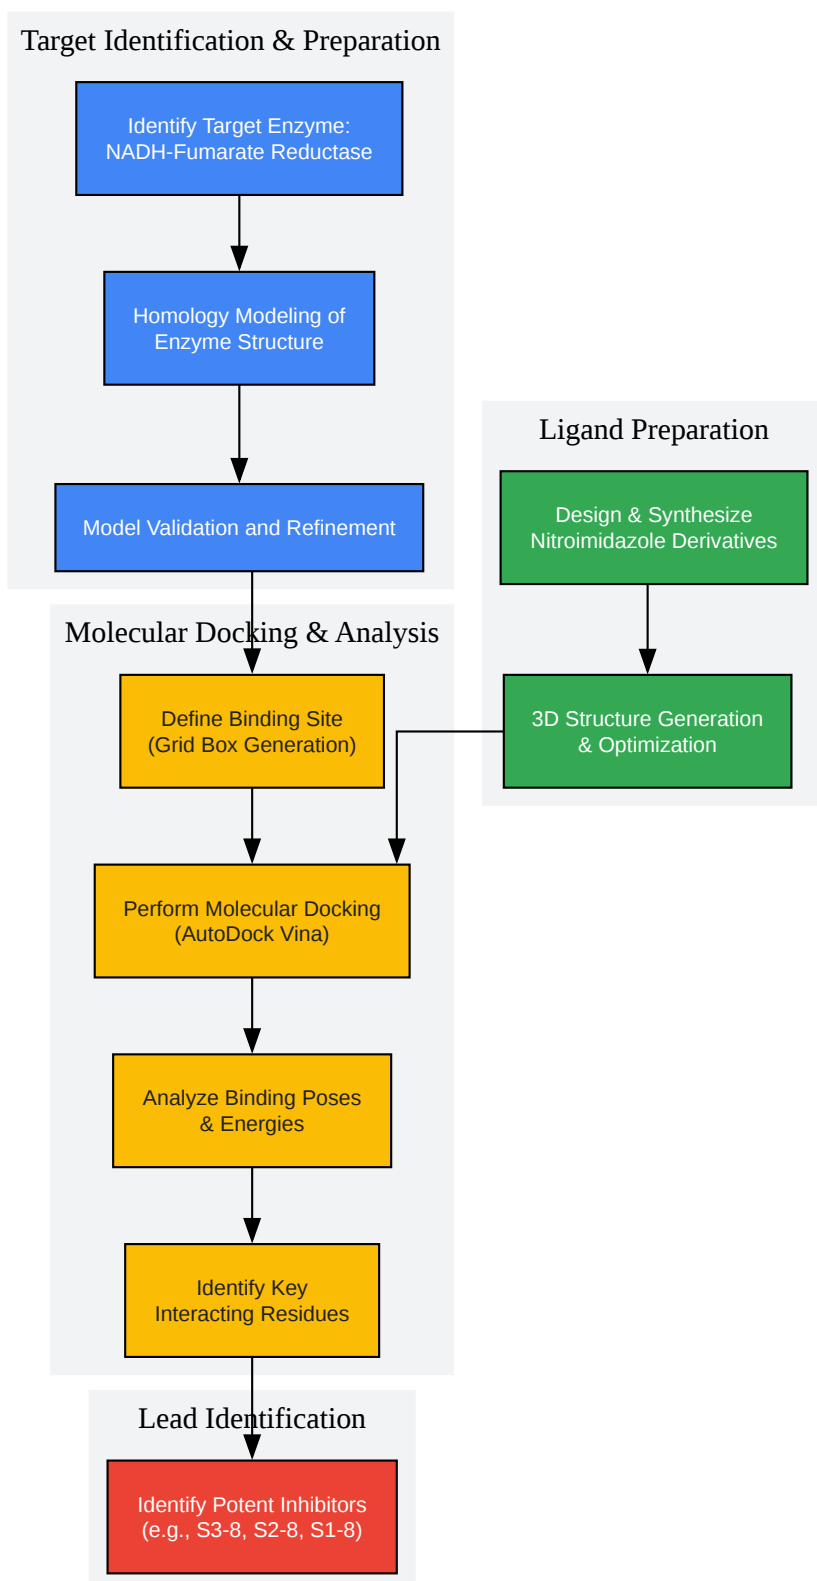 Target Identification & Preparation
Identify Target Enzyme:
NADH-Fumarate Reductase
Homology Modeling of
Enzyme Structure
Model Validation and Refinement
Ligand Preparation
Design & Synthesize
Nitroimidazole Derivatives
3D Structure Generation
& Optimization
Molecular Docking & Analysis
Define Binding Site
(Grid Box Generation)
Perform Molecular Docking
(AutoDock Vina)
Analyze Binding Poses
& Energies
Identify Key
Interacting Residues
Lead Identification
Identify Potent Inhibitors
(e.g., S3-8, S2-8, S1-8)